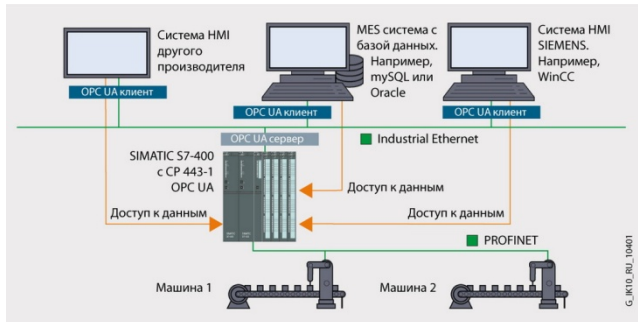 Система HMI
другого
производителя
OPC UA клиент
MES система с
базой данных.
Например,
mySQL или
Oracle
OPC UA клиент
Система HMI
SIEMENS.
Например,
WinCC
OPC UA клиент
OPC UA сервер
Industrial Ethernet
SIMATIC S7-400
с CP 443-1
OPC UA
Доступ к данным
Доступ к данным
Доступ к данным
PROFINET
Машина 1
Машина 2
G_IK10_RU_10401